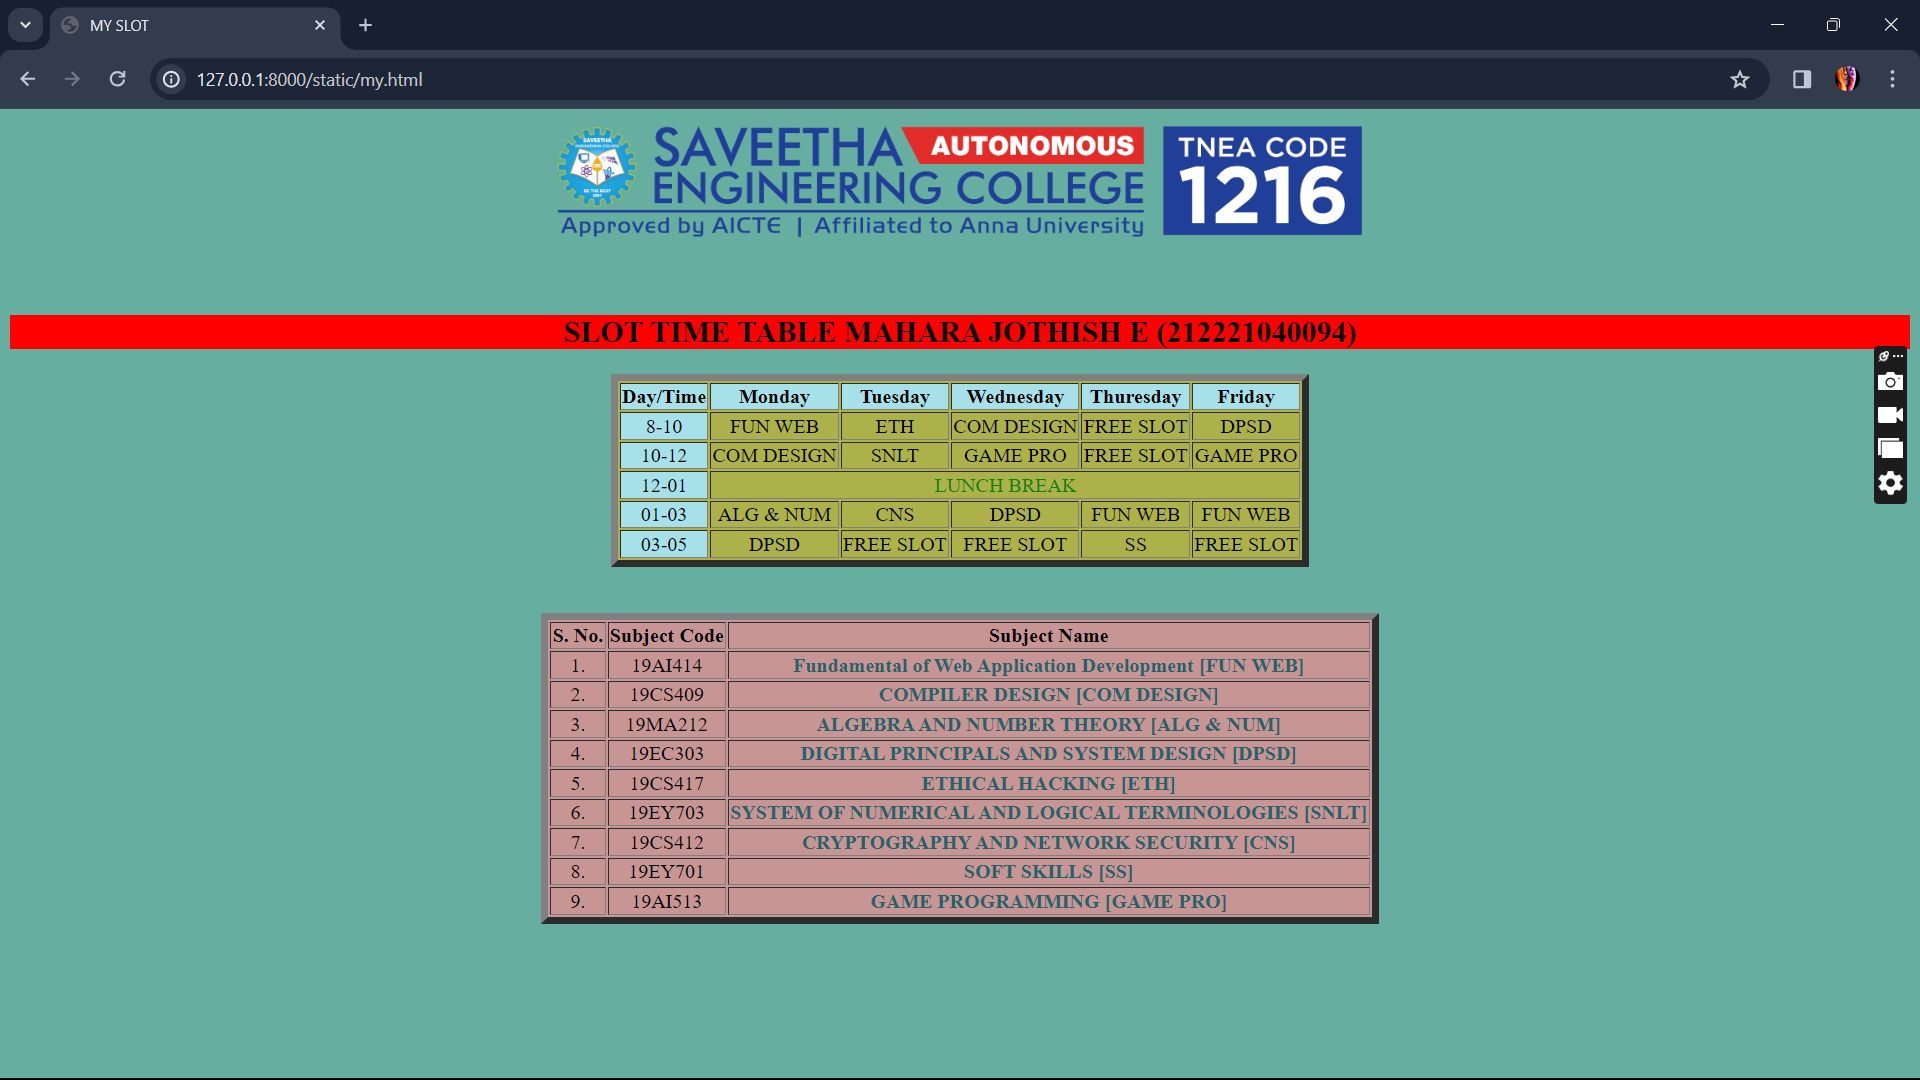 MY SLOT
127.0.0.1:8000/static/my.html
SAVEETHA AUTONOMOUS
ENGINEERING COLLEGE
Approved by AICTE | Affiliated to Anna University
TNEA CODE
1216
SLOT TIME TABLE MAHARA JOTHISH E (212221040094)
Day/Time Monday Tuesday Wednesday Thuresday Friday
8-10 FUN WEB ETH COM DESIGN FREE SLOT DPSD
10-12 COM DESIGN SNLT GAME PRO FREE SLOT GAME PRO
12-01 LUNCH BREAK
01-03 ALG & NUM CNS DPSD FUN WEB FUN WEB
03-05 DPSD FREE SLOT FREE SLOT SS FREE SLOT
S. No. Subject Code Subject Name
1. 19AI414 Fundamental of Web Application Development [FUN WEB]
2. 19CS409 COMPILER DESIGN [COM DESIGN]
3. 19MA212 ALGEBRA AND NUMBER THEORY [ALG & NUM]
4. 19EC303 DIGITAL PRINCIPALS AND SYSTEM DESIGN [DPSD]
5. 19CS417 ETHICAL HACKING [ETH]
6. 19EY703 SYSTEM OF NUMERICAL AND LOGICAL TERMINOLOGIES [SNLT]
7. 19CS412 CRYPTOGRAPHY AND NETWORK SECURITY [CNS]
8. 19EY701 SOFT SKILLS [SS]
9. 19AI513 GAME PROGRAMMING [GAME PRO]